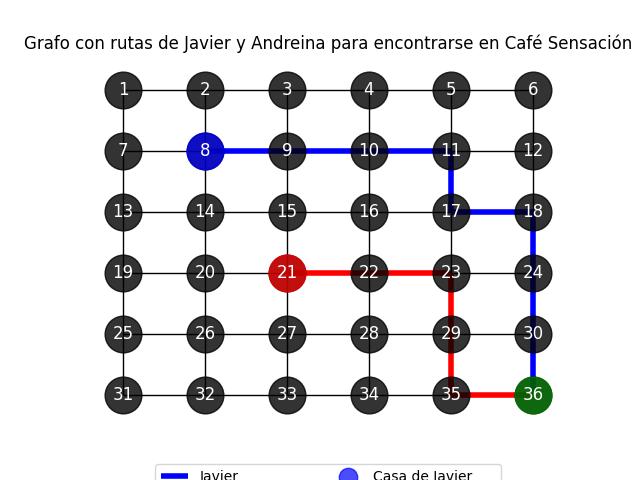 Grafo con rutas de Javier y Andreina para encontrarse en Café Sensación
1 2 3 4 5 6
7 8 9 10 11 12
13 14 15 16 17 18
19 20 21 22 23 24
25 26 27 28 29 30
31 32 33 34 35 36
Javier Casa de Javier